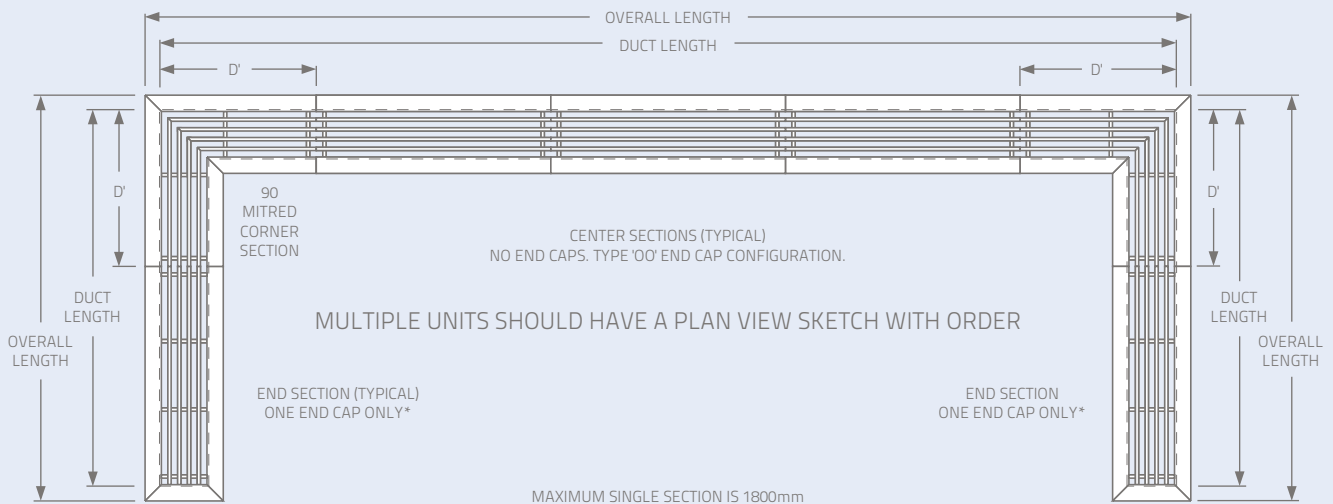 OVERALL LENGTH
DUCT LENGTH
D'
D'
D'
D'
90
MITRED
CORNER
SECTION
CENTER SECTIONS (TYPICAL)
NO END CAPS. TYPE 'OO' END CAP CONFIGURATION.
DUCT
LENGTH
OVERALL
LENGTH
MULTIPLE UNITS SHOULD HAVE A PLAN VIEW SKETCH WITH ORDER
DUCT
LENGTH
OVERALL
LENGTH
END SECTION (TYPICAL)
ONE END CAP ONLY*
END SECTION
ONE END CAP ONLY*
MAXIMUM SINGLE SECTION IS 1800mm